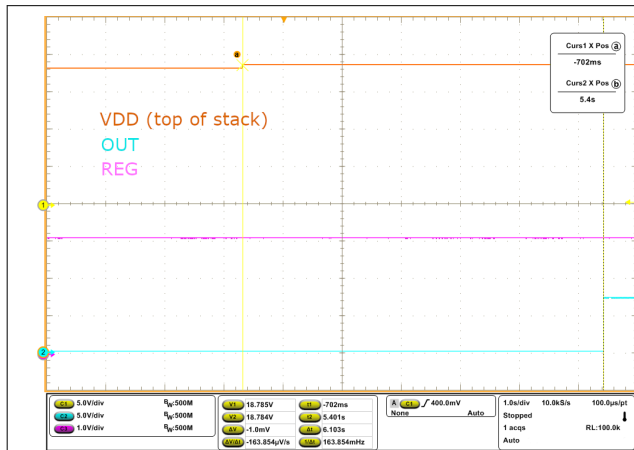 a
Curs1 X Pos a
-702ms
Curs2 X Pos b
5.4s
VDD (top of stack)
OUT
REG
1
2
C1 5.0V/div BW:500M
C2 5.0V/div BW:500M
C3 1.0V/div BW:500M
V1 18.785V t1 -702ms
V2 18.784V t2 5.401s
ΔV -1.0mV Δt 6.103s
ΔV/Δt -163.854μV/s 1/Δt 163.854mHz
A C1 400.0mV
None Auto
1.0s/div 10.0kS/s 100.0μs/pt
Stopped
1 acqs RL:100.0k
Auto